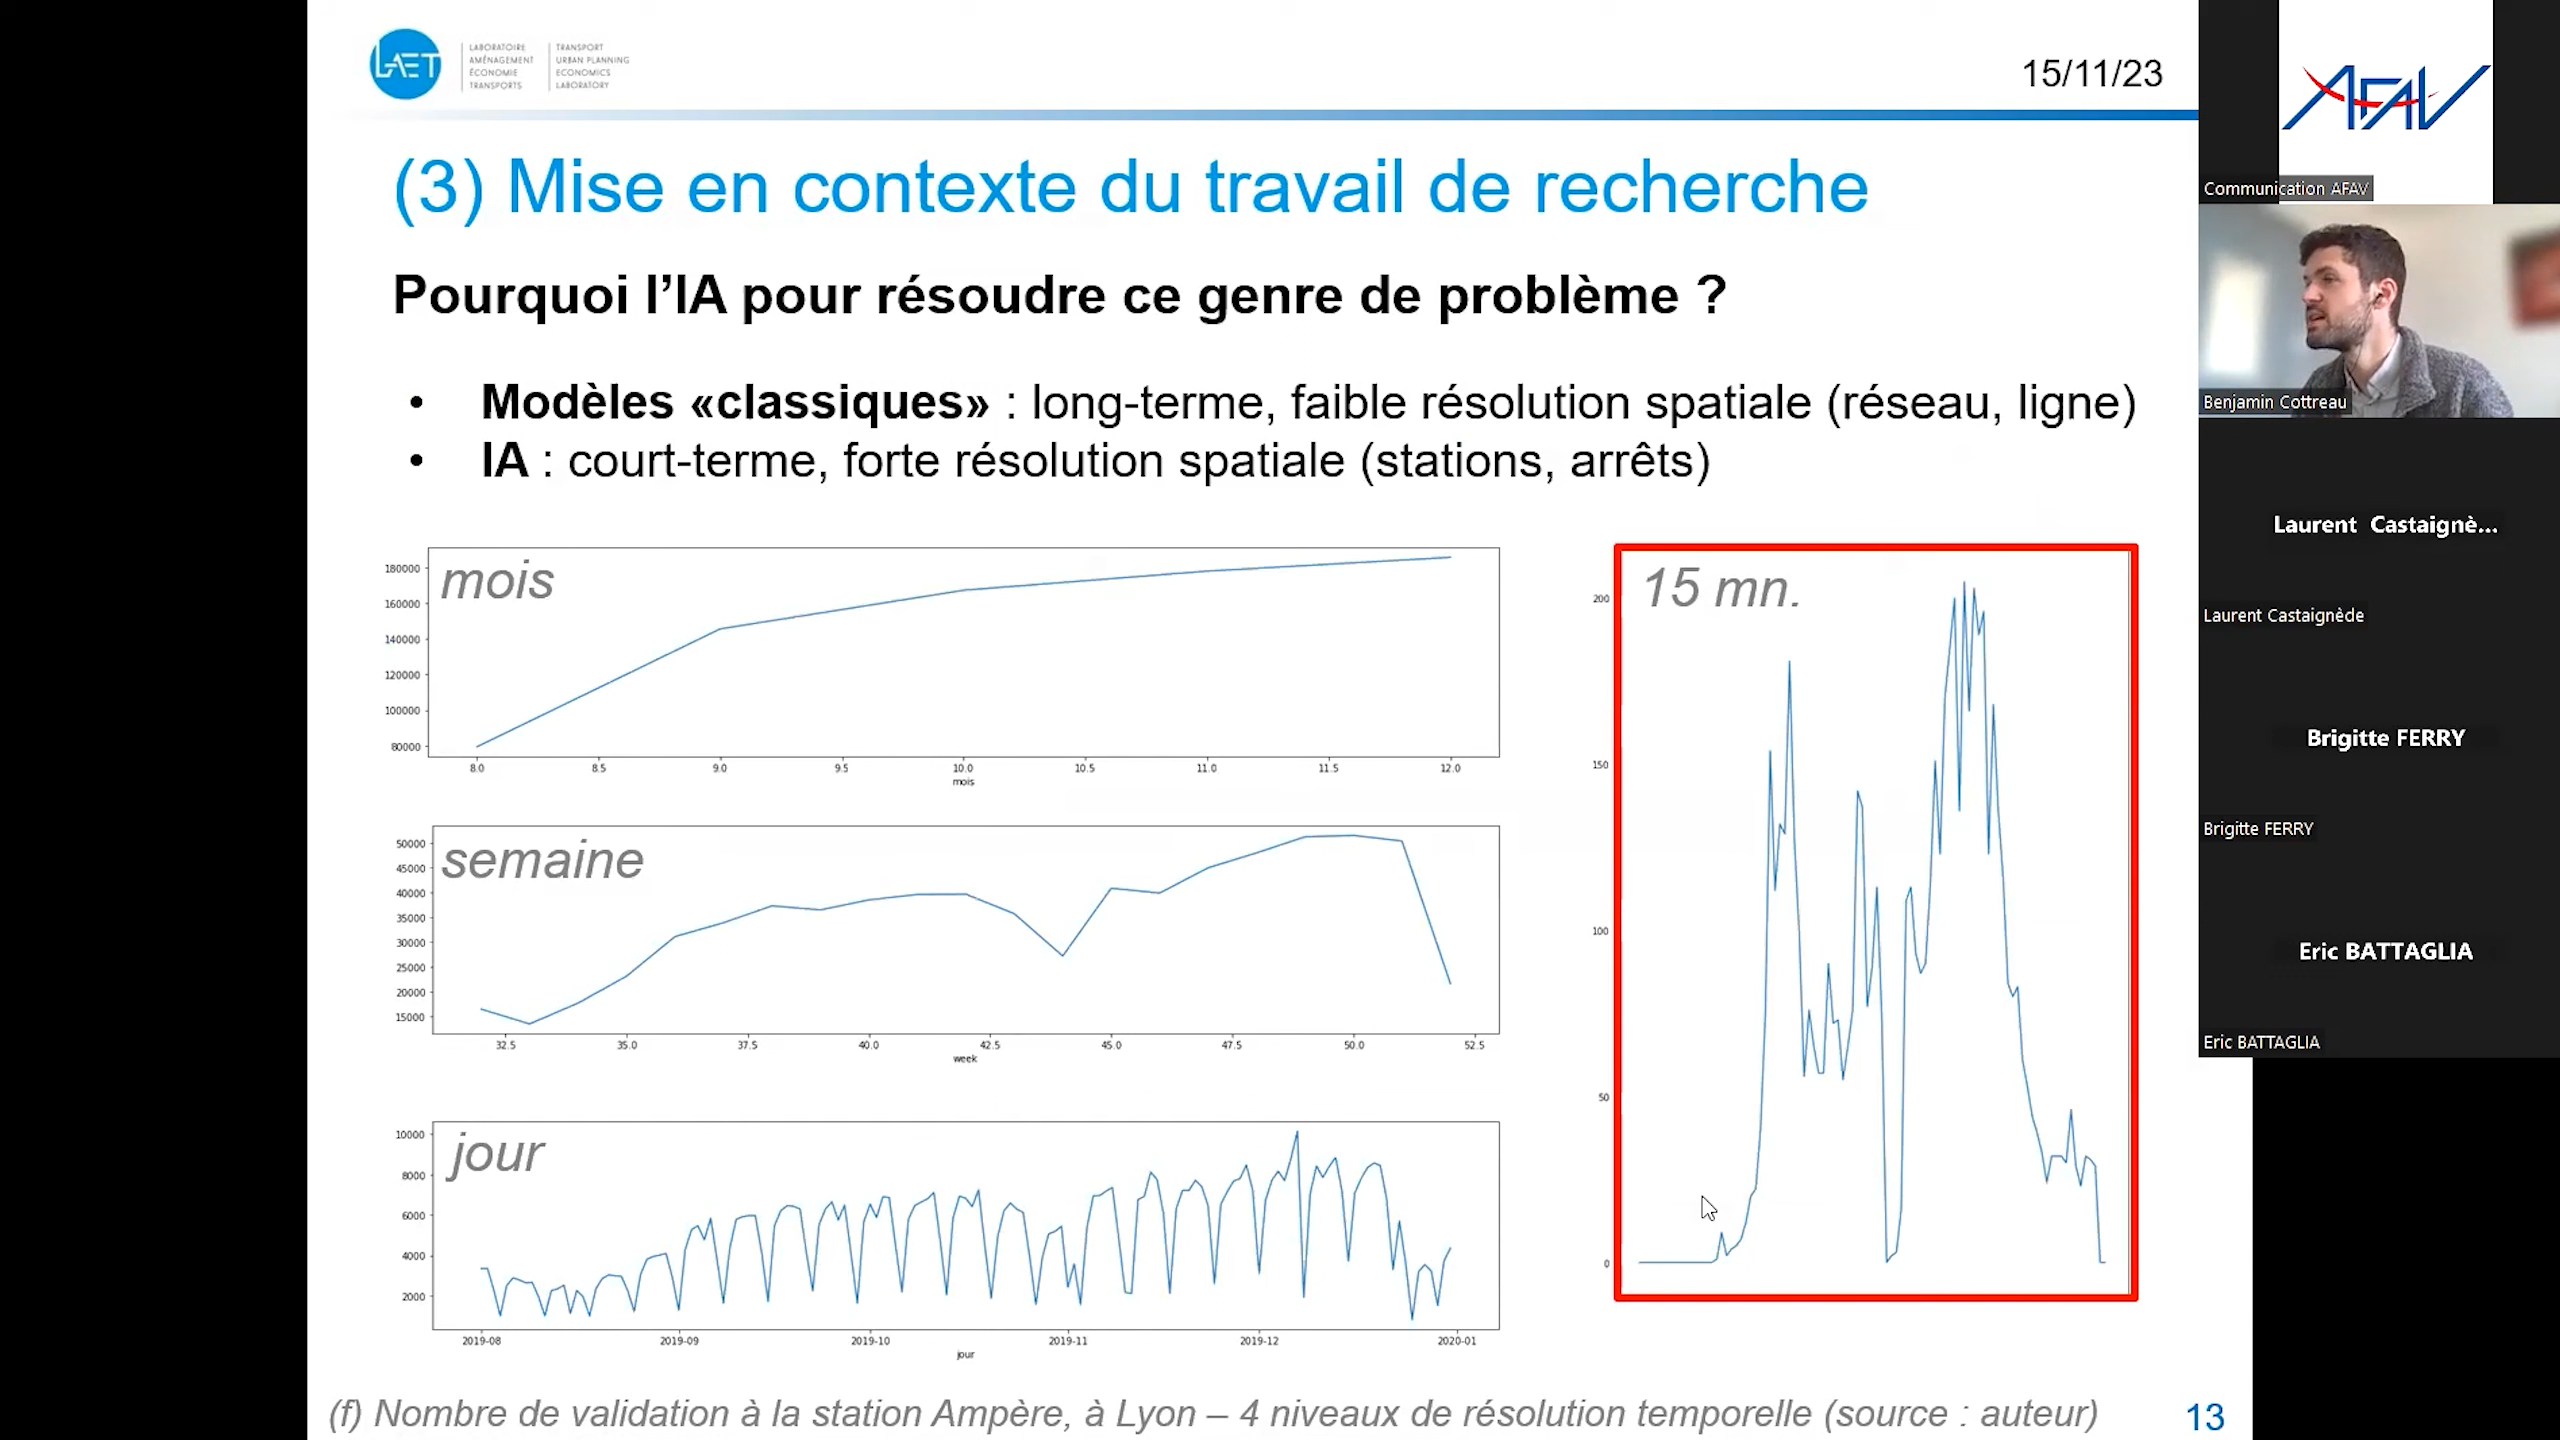 LAET
LABORATOIRE
AMÉNAGEMENT
ÉCONOMIE
TRANSPORTS
TRANSPORT
URBAN PLANNING
ECONOMICS
LABORATORY
15/11/23
(3) Mise en contexte du travail de recherche
Pourquoi l’IA pour résoudre ce genre de problème ?
• Modèles «classiques» : long-terme, faible résolution spatiale (réseau, ligne)
• IA : court-terme, forte résolution spatiale (stations, arrêts)
mois
180000
160000
140000
120000
100000
80000
8.0 8.5 9.0 9.5 10.0 10.5 11.0 11.5 12.0
mois
semaine
50000
45000
40000
35000
30000
25000
20000
15000
32.5 35.0 37.5 40.0 42.5 45.0 47.5 50.0 52.5
week
jour
10000
8000
6000
4000
2000
2019-08 2019-09 2019-10 2019-11 2019-12 2020-01
jour
15 mn.
200
150
100
50
0
(f) Nombre de validation à la station Ampère, à Lyon – 4 niveaux de résolution temporelle (source : auteur)
13
AFAV
Communication AFAV
Benjamin Cottreau
Laurent Castaignè...
Laurent Castaignède
Brigitte FERRY
Brigitte FERRY
Eric BATTAGLIA
Eric BATTAGLIA